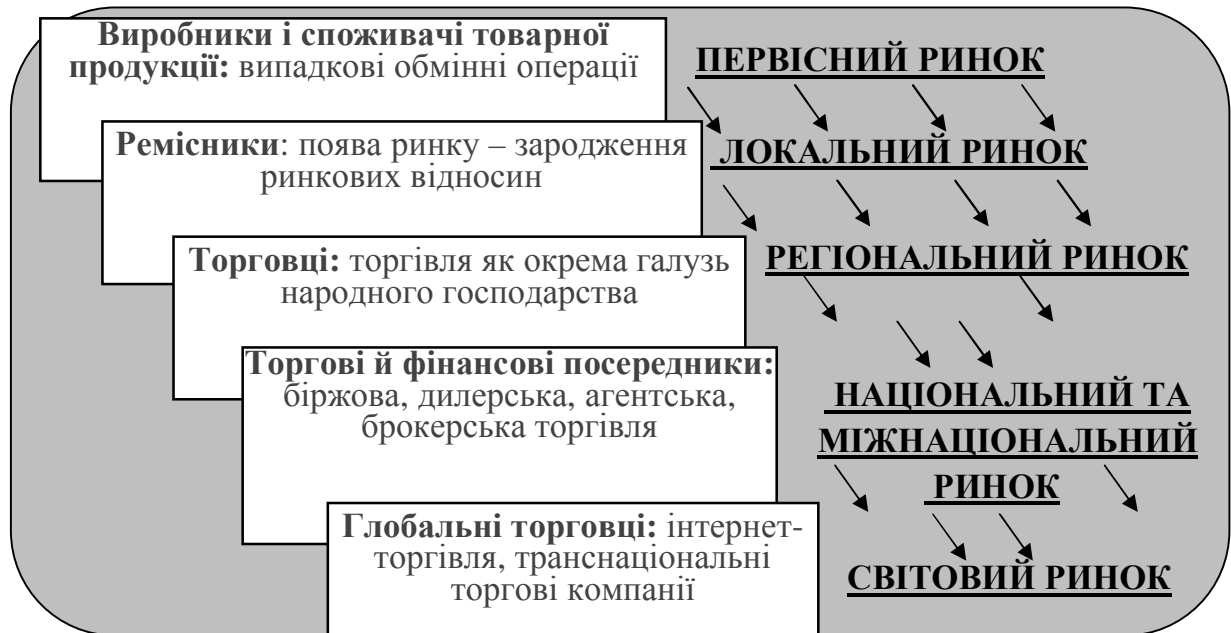 Виробники і споживачі товарної
продукції: випадкові обмінні операції
ПЕРВІСНИЙ РИНОК
Ремісники: поява ринку – зародження
ринкових відносин
ЛОКАЛЬНИЙ РИНОК
Торговці: торгівля як окрема галузь
народного господарства
РЕГІОНАЛЬНИЙ РИНОК
Торгові й фінансові посередники:
біржова, дилерська, агентська,
брокерська торгівля
НАЦІОНАЛЬНИЙ ТА
МІЖНАЦІОНАЛЬНИЙ
РИНОК
Глобальні торговці: інтернет-
торгівля, транснаціональні
торгові компанії
СВІТОВИЙ РИНОК